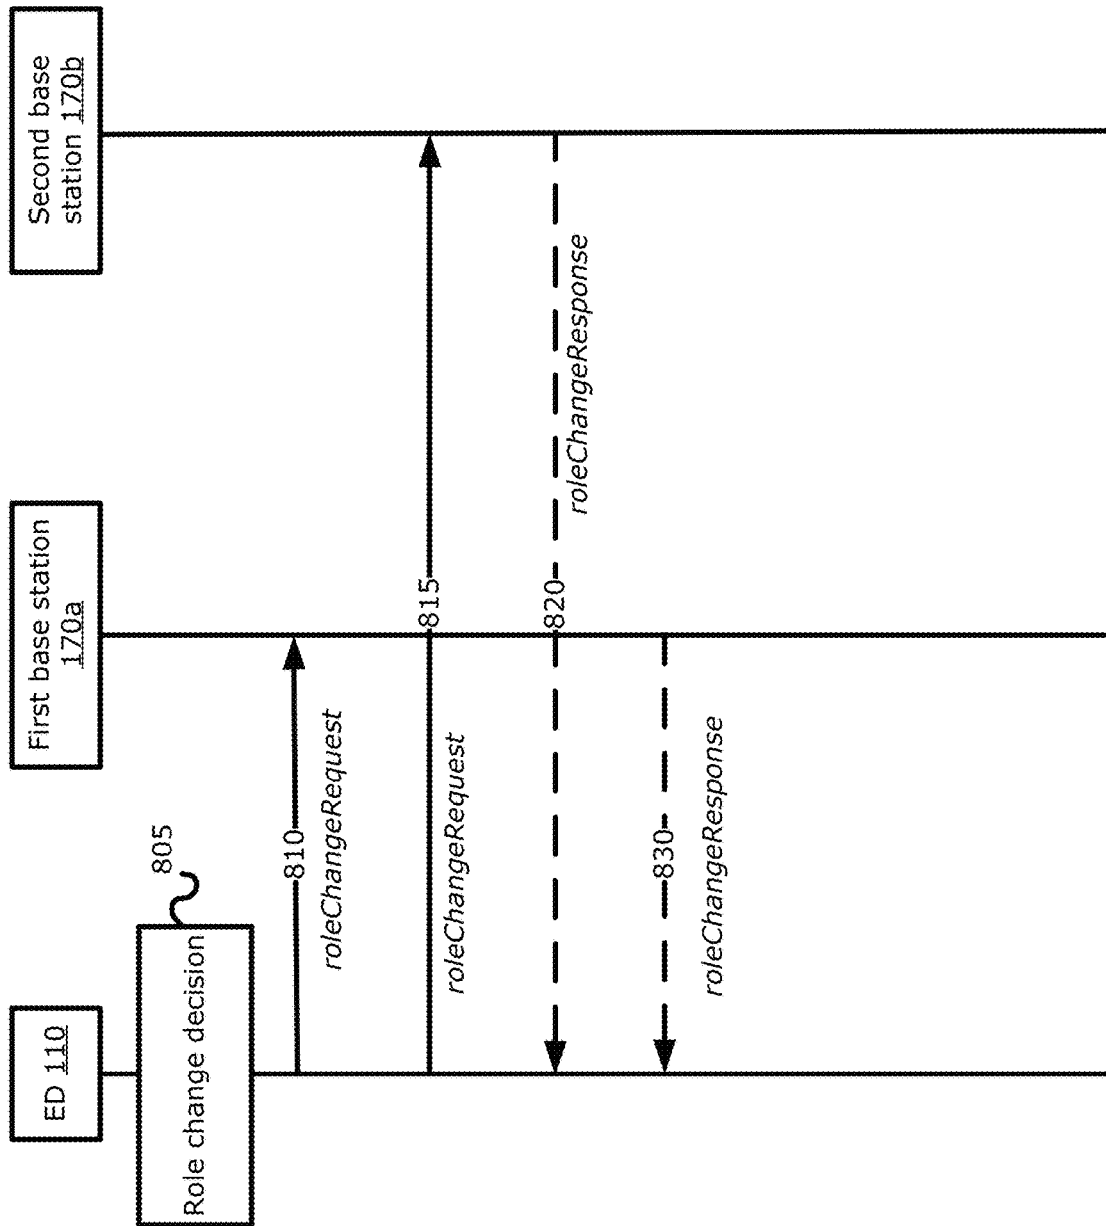 ED 110
First base station
170a
Second base
station 170b
Role change decision
805
810
roleChangeRequest
815
roleChangeRequest
820
roleChangeResponse
830
roleChangeResponse